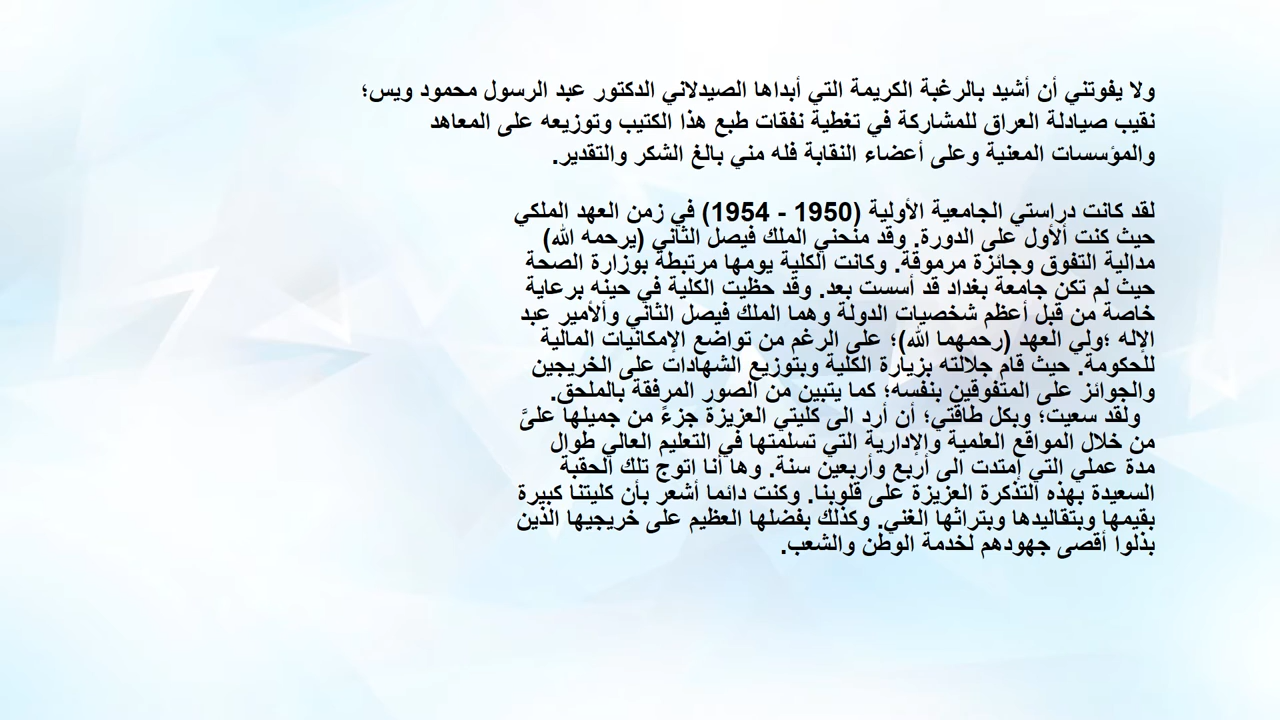 ولا يفوتني أن أشيد بالرغبة الكريمة التي أبداها الصيدلاني الدكتور عبد الرسول محمود ويس؛
نقيب صيادلة العراق للمشاركة في تغطية نفقات طبع هذا الكتيب وتوزيعه على المعاهد
والمؤسسات المعنية وعلى أعضاء النقابة فله مني بالغ الشكر والتقدير.
لقد كانت دراستي الجامعية الأولية (1950 - 1954) في زمن العهد الملكي
حيث كنت ألأول على الدورة. وقد منحني الملك فيصل الثاني (يرحمه الله)
مدالية التفوق وجائزة مرموقة. وكانت الكلية يومها مرتبطة بوزارة الصحة
حيث لم تكن جامعة بغداد قد أسست بعد. وقد حظيت الكلية في حينه برعاية
خاصة من قبل أعظم شخصيات الدولة وهما الملك فيصل الثاني وألأمير عبد
الإله ؛ولي العهد (رحمهما الله)؛ على الرغم من تواضع الإمكانيات المالية
للحكومة. حيث قام جلالته بزيارة الكلية وبتوزيع الشهادات على الخريجين
والجوائز على المتفوقين بنفسه؛ كما يتبين من الصور المرفقة بالملحق.
ولقد سعيت؛ وبكل طاقتي؛ أن أرد الى كليتي العزيزة جزءً من جميلها علىَّ
من خلال المواقع العلمية والإدارية التي تسلمتها في التعليم العالي طوال
مدة عملي التي إمتدت الى أربع وأربعين سنة. وها أنا اتوج تلك الحقبة
السعيدة بهذه التذكرة العزيزة على قلوبنا. وكنت دائما أشعر بأن كليتنا كبيرة
بقيمها وبتقاليدها وبتراثها الغني. وكذلك بفضلها العظيم على خريجيها الذين
بذلوا أقصى جهودهم لخدمة الوطن والشعب.